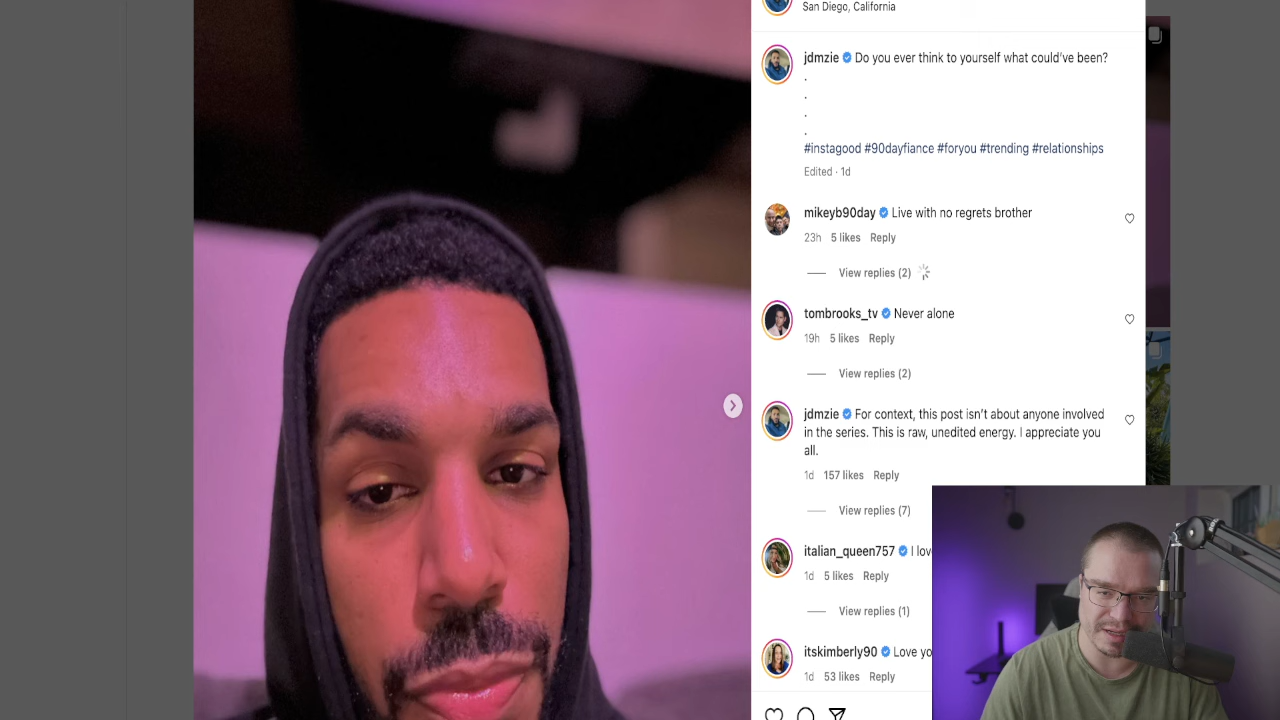 San Diego, California
jdmzie Do you ever think to yourself what could've been?
.
.
.
.
#instagood #90dayfiance #foryou #trending #relationships
Edited · 1d
mikeyb90day Live with no regrets brother
23h 5 likes Reply
View replies (2)
tombrooks_tv Never alone
19h 5 likes Reply
View replies (2)
jdmzie For context, this post isn't about anyone involved
in the series. This is raw, unedited energy. I appreciate you
all.
1d 157 likes Reply
View replies (7)
italian_queen757 I
1d 5 likes Reply
View replies (1)
itskimberly90 Love
1d 53 likes Reply